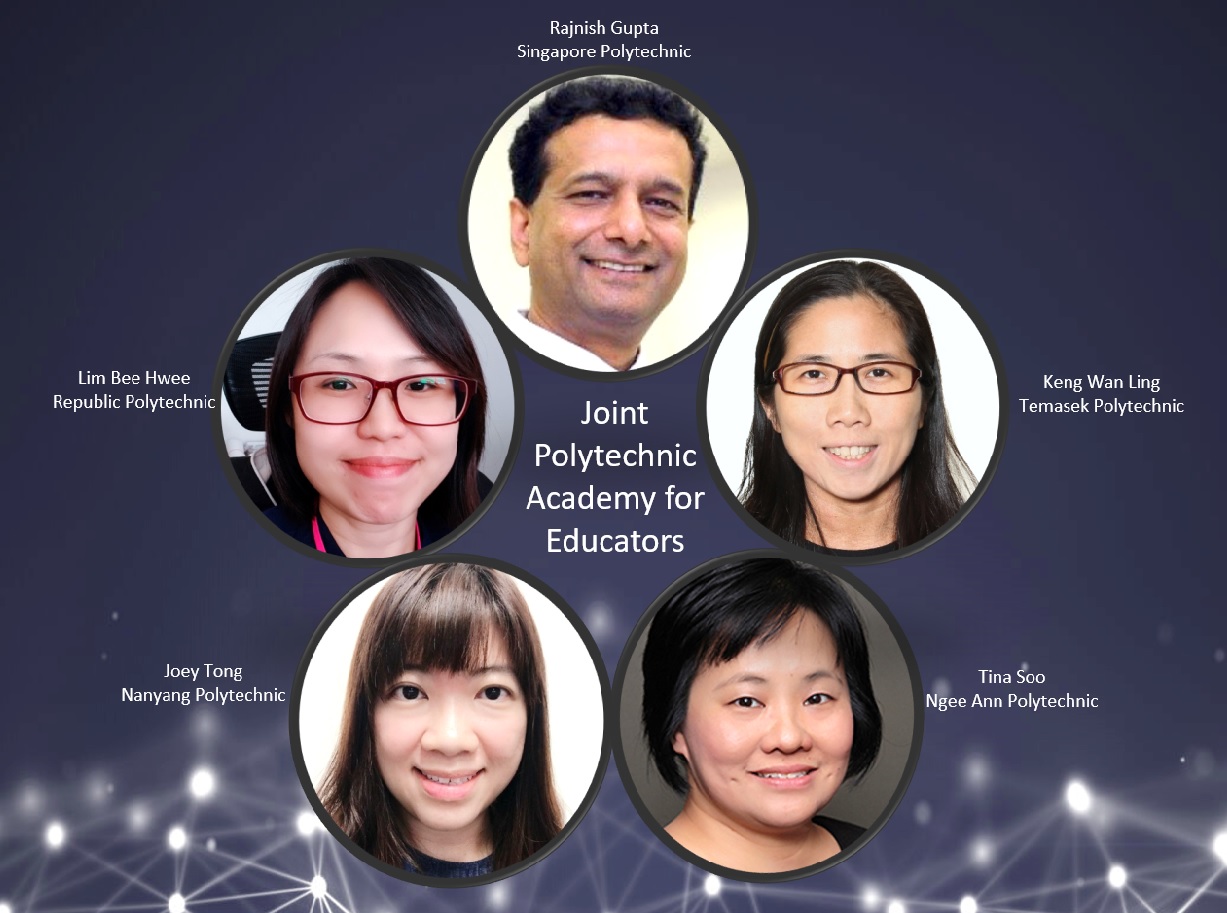 Rajnish Gupta
Singapore Polytechnic
Lim Bee Hwee
Republic Polytechnic
Keng Wan Ling
Temasek Polytechnic
Joint
Polytechnic
Academy for
Educators
Joey Tong
Nanyang Polytechnic
Tina Soo
Ngee Ann Polytechnic